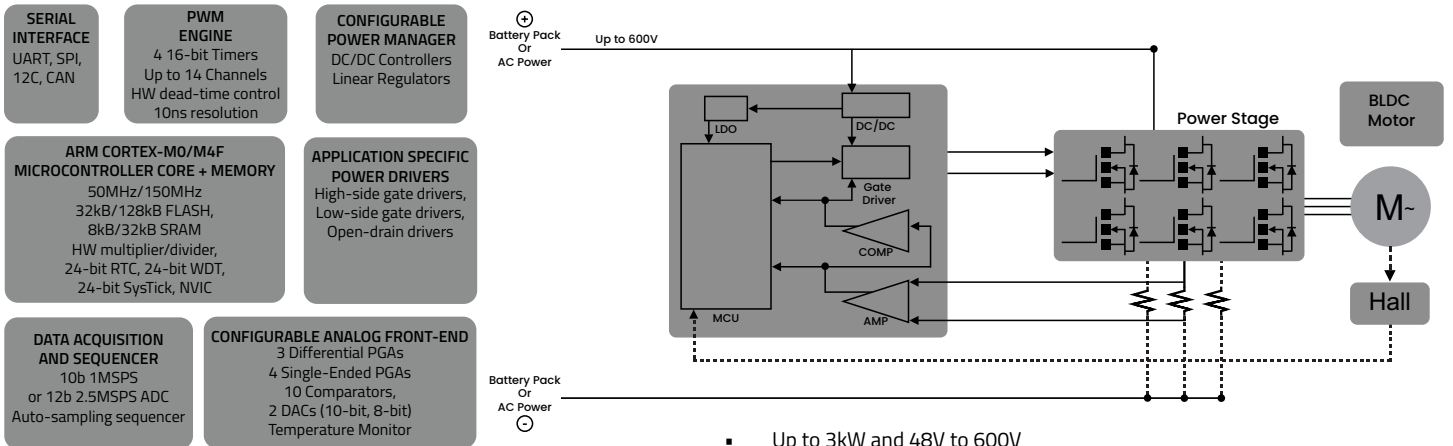 SERIAL
INTERFACE
UART, SPI,
12C, CAN
PWM
ENGINE
4 16-bit Timers
Up to 14 Channels
HW dead-time control
10ns resolution
CONFIGURABLE
POWER MANAGER
DC/DC Controllers
Linear Regulators
ARM CORTEX-M0/M4F
MICROCONTROLLER CORE + MEMORY
50MHz/150MHz
32kB/128kB FLASH,
8kB/32kB SRAM
HW multiplier/divider,
24-bit RTC, 24-bit WDT,
24-bit SysTick, NVIC
APPLICATION SPECIFIC
POWER DRIVERS
High-side gate drivers,
Low-side gate drivers,
Open-drain drivers
DATA ACQUISITION
AND SEQUENCER
10b 1MSPS
or 12b 2.5MSPS ADC
Auto-sampling sequencer
CONFIGURABLE ANALOG FRONT-END
3 Differential PGAs
4 Single-Ended PGAs
10 Comparators,
2 DACs (10-bit, 8-bit)
Temperature Monitor
+
Battery Pack
Or
AC Power
Up to 600V
LDO
DC/DC
Gate
Driver
COMP
AMP
MCU
Power Stage
BLDC
Motor
M~
Hall
Battery Pack
Or
AC Power
-
▪ Up to 3kW and 48V to 600V